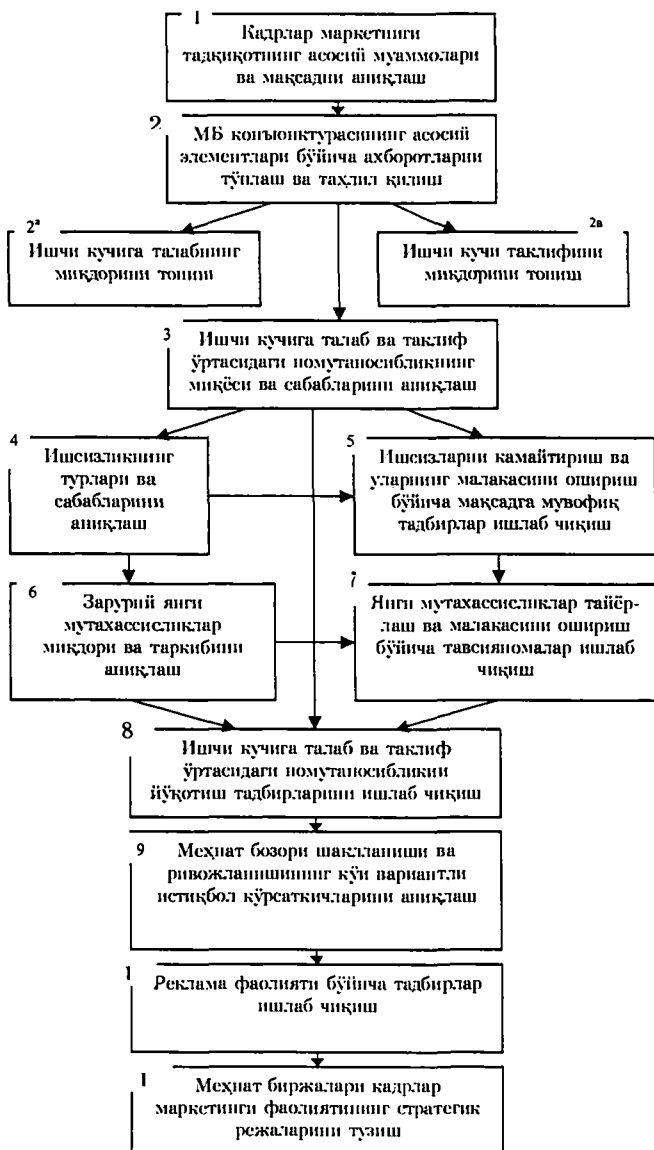 1
Кадрлар маркетниги
тадқиқотнинг асосий муаммолари
ва мақсадни аниқлаш
2
МБ конъюнктурасининг асосий
элементлари бўйича ахборотларни
тўплаш ва таҳлил қилиш
2ª
Ишчи кучига талабнинг
миқдорини топиш
2в
Ишчи кучи таклифини
миқдорини топиш
3
Ишчи кучига талаб ва таклиф
ўртасидаги номутаносибликнинг
миқёси ва сабабларини аниқлаш
4
Ишсизликнинг
турлари ва
сабабларини
аниқлаш
5
Ишсизларни камайтириш ва
уларнинг малакасини ошириш
бўйича мақсадга мувофиқ
тадбирлар ишлаб чиқиш
6
Зарурий янги
мутахассисликлар
миқдори ва таркибини
аниқлаш
7
Янги мутахассисликлар тайёр-
лаш ва малакасини ошириш
бўйича тавсияномалар ишлаб
чиқиш
8
Ишчи кучига талаб ва таклиф
ўртасидаги номутаносибликни
йўқотиш тадбирларини ишлаб чиқиш
9
Меҳнат бозори шаклланиши ва
ривожланишининг кўп вариантли
истиқбол кўрсаткичларини аниқлаш
1
Реклама фаолияти бўйича тадбирлар
ишлаб чиқиш
1
Меҳнат биржалари кадрлар
маркетинги фаолиятининг стратегик
режаларини тузиш